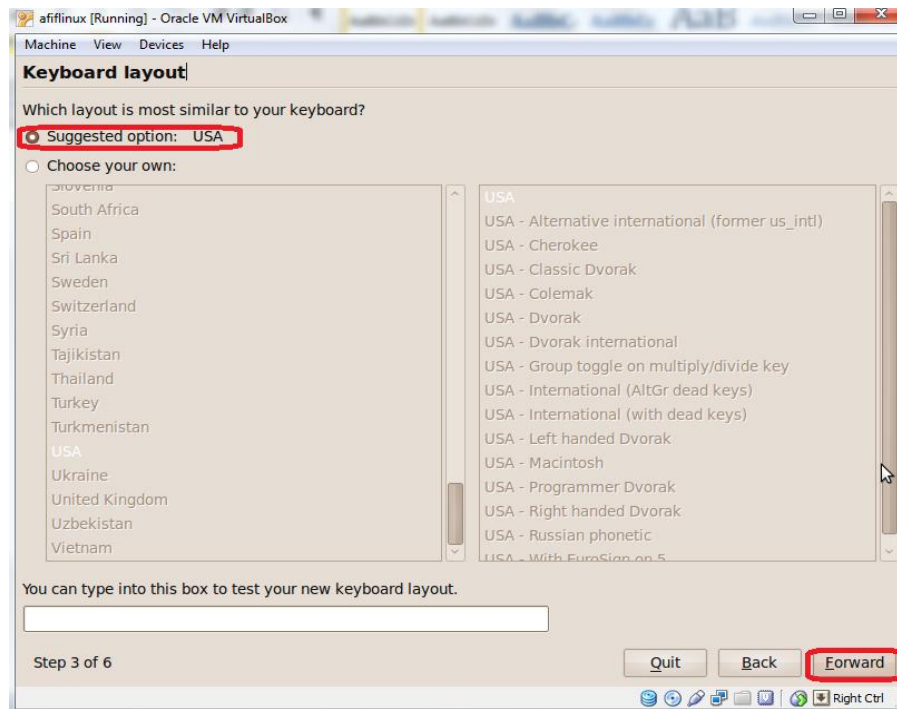 afiflinux [Running] - Oracle VM VirtualBox
Machine View Devices Help
Keyboard layout
Which layout is most similar to your keyboard?
Suggested option: USA
Choose your own:
Slovenia
South Africa
Spain
Sri Lanka
Sweden
Switzerland
Syria
Tajikistan
Thailand
Turkey
Turkmenistan
USA
Ukraine
United Kingdom
Uzbekistan
Vietnam
USA
USA - Alternative international (former us_intl)
USA - Cherokee
USA - Classic Dvorak
USA - Colemak
USA - Dvorak
USA - Dvorak international
USA - Group toggle on multiply/divide key
USA - International (AltGr dead keys)
USA - International (with dead keys)
USA - Left handed Dvorak
USA - Macintosh
USA - Programmer Dvorak
USA - Right handed Dvorak
USA - Russian phonetic
USA - With EuroSign on 5
You can type into this box to test your new keyboard layout.
Step 3 of 6
Quit Back Forward
Right Ctrl